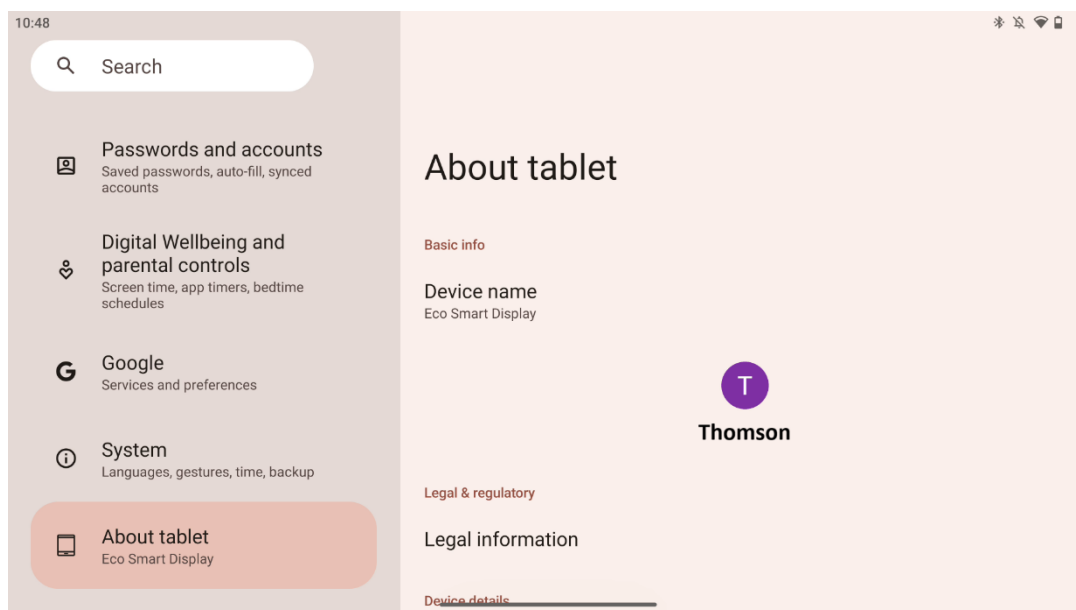 10:48
Search
Passwords and accounts
Saved passwords, auto-fill, synced
accounts
Digital Wellbeing and
parental controls
Screen time, app timers, bedtime
schedules
G
Google
Services and preferences
System
Languages, gestures, time, backup
About tablet
Eco Smart Display
About tablet
Basic info
Device name
Eco Smart Display
T
Thomson
Legal & regulatory
Legal information
Device details